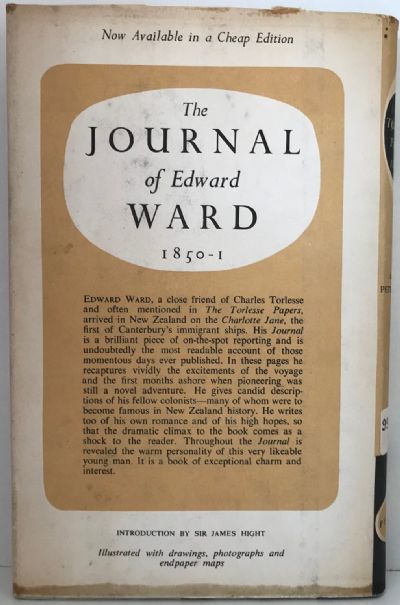 Now Available in a Cheap Edition
The
JOURNAL
of Edward
WARD
1850-1
EDWARD WARD, a close friend of Charles Torlesse
and often mentioned in The Torlesse Papers,
arrived in New Zealand on the Charlotte Jane, the
first of Canterbury's immigrant ships. His Journal
is a brilliant piece of on-the-spot reporting and is
undoubtedly the most readable account of those
momentous days ever published. In these pages he
recaptures vividly the excitements of the voyage
and the first months ashore when pioneering was
still a novel adventure. He gives candid descrip-
tions of his fellow colonists—many of whom were to
become famous in New Zealand history. He writes
too of his own romance and of his high hopes, so
that the dramatic climax to the book comes as a
shock to the reader. Throughout the Journal is
revealed the warm personality of this very likeable
young man. It is a book of exceptional charm and
interest.
INTRODUCTION BY SIR JAMES HIGHT
Illustrated with drawings, photographs and
endpaper maps